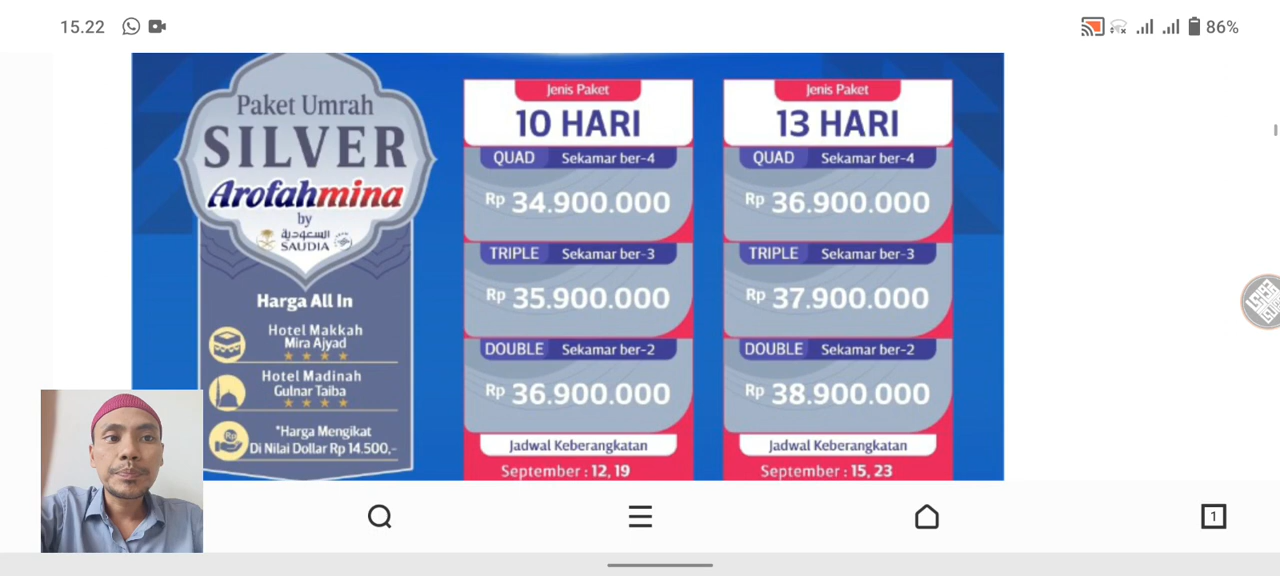 15.22
86%
Paket Umrah
SILVER
Arofahmina
by
السعودية
SAUDIA
Harga All In
Hotel Makkah
Mira Ajyad
Hotel Madinah
Gulnar Taiba
*Harga Mengikat
Di Nilai Dollar Rp 14.500,-
Jenis Paket
10 HARI
QUAD Sekamar ber-4
Rp 34.900.000
TRIPLE Sekamar ber-3
Rp 35.900.000
DOUBLE Sekamar ber-2
Rp 36.900.000
Jadwal Keberangkatan
September : 12, 19
Jenis Paket
13 HARI
QUAD Sekamar ber-4
Rp 36.900.000
TRIPLE Sekamar ber-3
Rp 37.900.000
DOUBLE Sekamar ber-2
Rp 38.900.000
Jadwal Keberangkatan
September : 15, 23
1